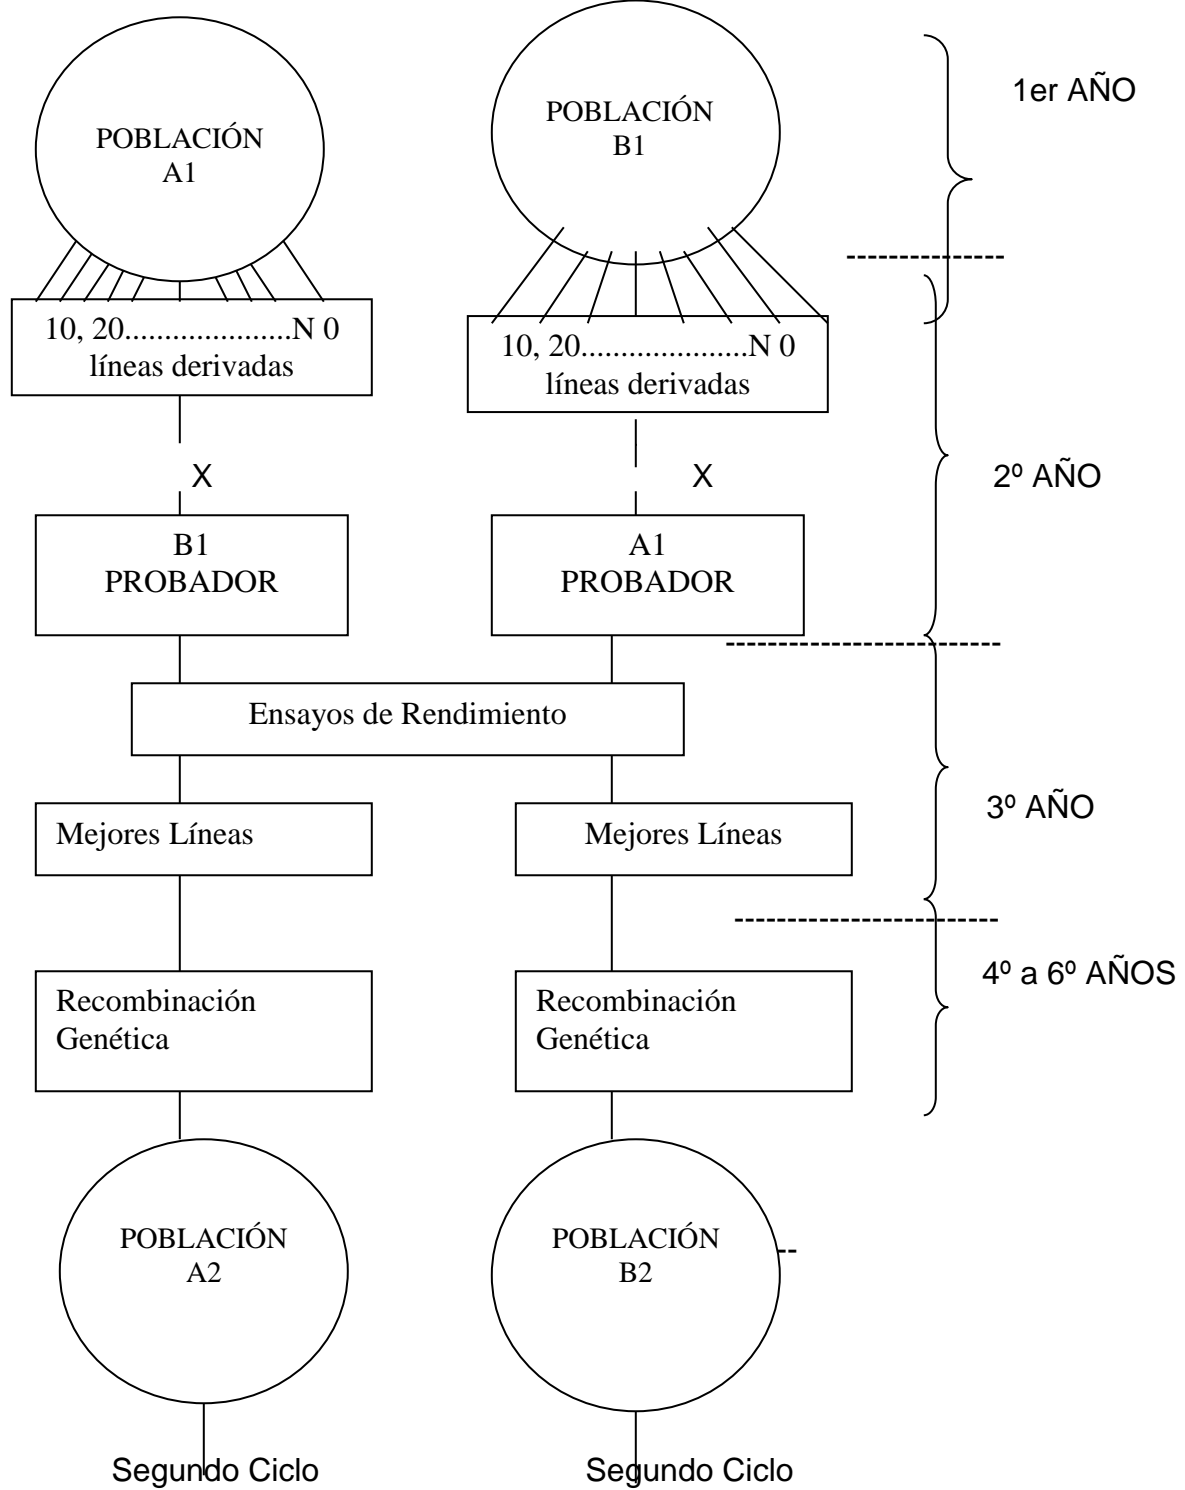 POBLACIÓN
A1
POBLACIÓN
B1
1er AÑO
10, 20.....................N 0
líneas derivadas
10, 20.....................N 0
líneas derivadas
X
X
2º AÑO
B1
PROBADOR
A1
PROBADOR
Ensayos de Rendimiento
Mejores Líneas
Mejores Líneas
3º AÑO
Recombinación
Genética
Recombinación
Genética
4º a 6º AÑOS
POBLACIÓN
A2
POBLACIÓN
B2
Segundo Ciclo
Segundo Ciclo